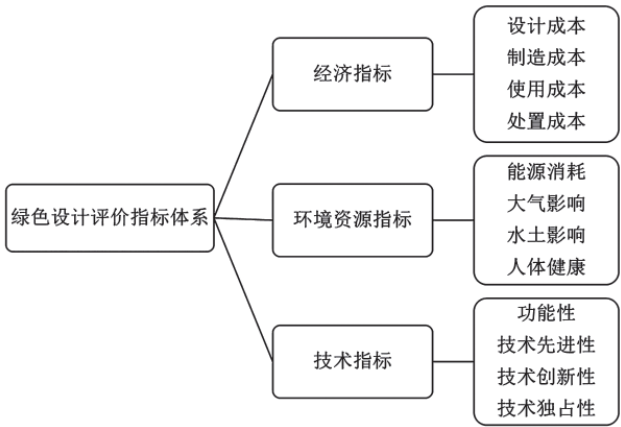 绿色设计评价指标体系
经济指标
设计成本
制造成本
使用成本
处置成本
环境资源指标
能源消耗
大气影响
水土影响
人体健康
技术指标
功能性
技术先进性
技术创新性
技术独占性